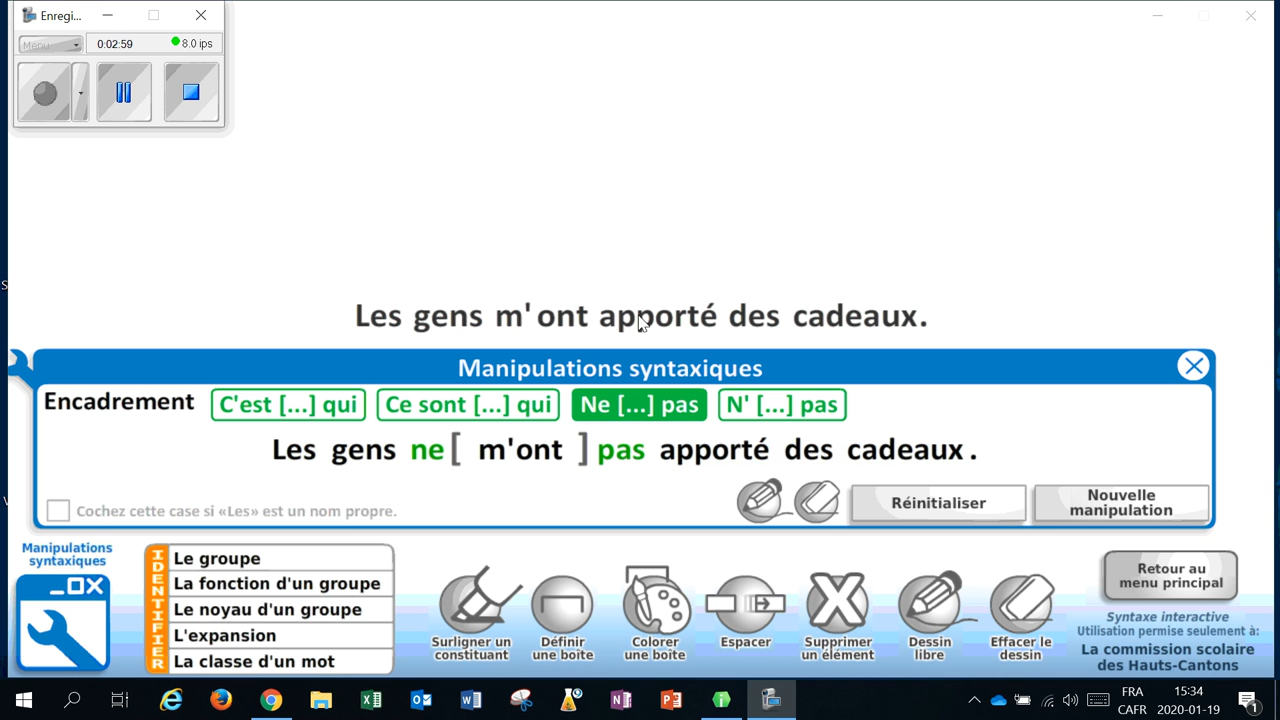 Enregi...
Menu
0:02:59
8.0 ips
Les gens m'ont apporté des cadeaux.
Manipulations syntaxiques
Encadrement C'est [...] qui Ce sont [...] qui Ne [...] pas N' [...] pas
Les gens ne [ m'ont ] pas apporté des cadeaux.
Cochez cette case si «Les» est un nom propre.
Réinitialiser
Nouvelle
manipulation
Manipulations
syntaxiques
IDENTIFIER
Le groupe
La fonction d'un groupe
Le noyau d'un groupe
L'expansion
La classe d'un mot
Surligner un
constituant
Définir
une boite
Colorer
une boite
Espacer
Supprimer
un élément
Dessin
libre
Effacer le
dessin
Retour au
menu principal
Syntaxe interactive
Utilisation permise seulement à:
La commission scolaire
des Hauts-Cantons
FRA
CAFR
15:34
2020-01-19
1